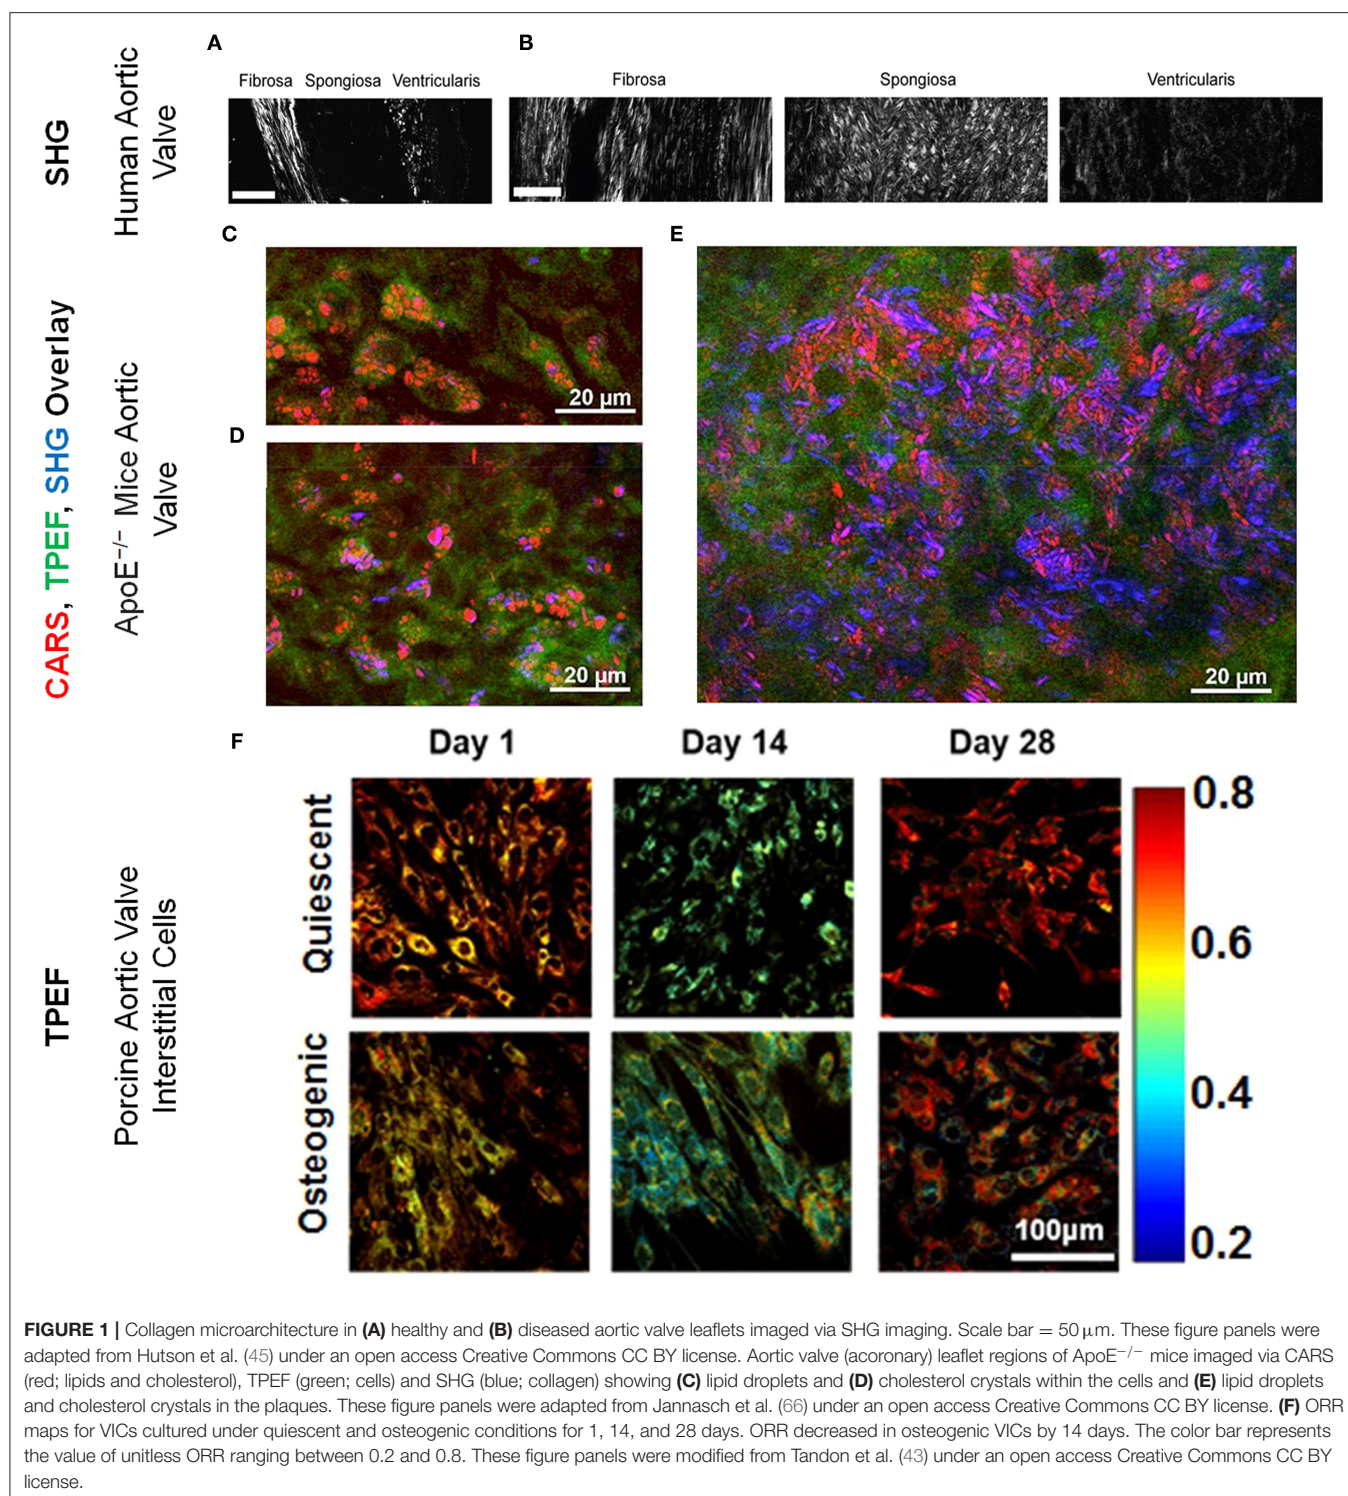 A
B
Fibrosa Spongiosa Ventricularis
Fibrosa
Spongiosa
Ventricularis
SHG
Human Aortic
Valve
C
20 µm
D
20 µm
E
20 µm
CARS, TPEF, SHG Overlay
ApoE−/− Mice Aortic
Valve
F
Day 1
Day 14
Day 28
Quiescent
Osteogenic
TPEF
Porcine Aortic Valve
Interstitial Cells
100µm
0.8
0.6
0.4
0.2
FIGURE 1 | Collagen microarchitecture in (A) healthy and (B) diseased aortic valve leaflets imaged via SHG imaging. Scale bar = 50 µm. These figure panels were
adapted from Hutson et al. (45) under an open access Creative Commons CC BY license. Aortic valve (acoronary) leaflet regions of ApoE−/− mice imaged via CARS
(red; lipids and cholesterol), TPEF (green; cells) and SHG (blue; collagen) showing (C) lipid droplets and (D) cholesterol crystals within the cells and (E) lipid droplets
and cholesterol crystals in the plaques. These figure panels were adapted from Jannasch et al. (66) under an open access Creative Commons CC BY license. (F) ORR
maps for VICs cultured under quiescent and osteogenic conditions for 1, 14, and 28 days. ORR decreased in osteogenic VICs by 14 days. The color bar represents
the value of unitless ORR ranging between 0.2 and 0.8. These figure panels were modified from Tandon et al. (43) under an open access Creative Commons CC BY
license.